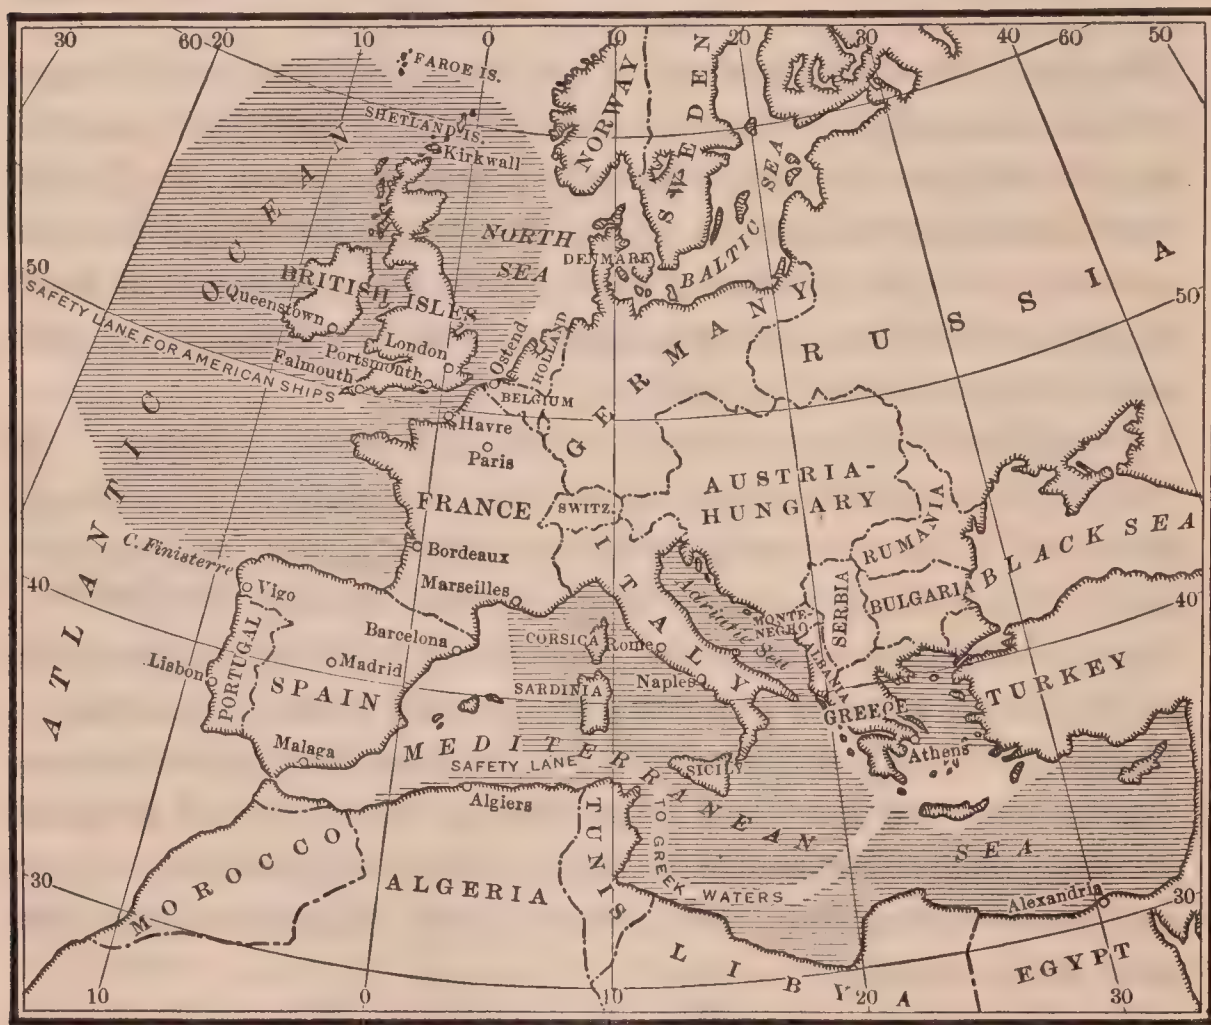 30
60
20
10
0
10
20
30
40
60
50
FAROE IS.
SHETLAND IS.
Kirkwall
NORWAY
SWEDEN
ATLANTIC OCEAN
NORTH SEA
DENMARK
BALTIC SEA
50
SAFETY LANE FOR AMERICAN SHIPS
BRITISH ISLES
Queenstown
London
Portsmouth
Falmouth
Ostend
HOLLAND
BELGIUM
GERMANY
RUSSIA
50
Havre
Paris
FRANCE
SWITZ.
AUSTRIA-
HUNGARY
RUMANIA
BLACK SEA
C. Finisterre
Bordeaux
Marseilles
ITALY
Adriatic Sea
SERBIA
BULGARIA
MONTE-
NEGRO
ALBANIA
40
40
Vigo
PORTUGAL
Lisbon
Madrid
SPAIN
Barcelona
CORSICA
Rome
SARDINIA
Naples
GREECE
TURKEY
Athens
Malaga
MEDITERRANEAN SEA
SAFETY LANE
TO GREEK WATERS
SICILY
Algiers
TUNIS
MOROCCO
ALGERIA
LIBYA
Alexandria
EGYPT
30
30
10
0
10
20
30